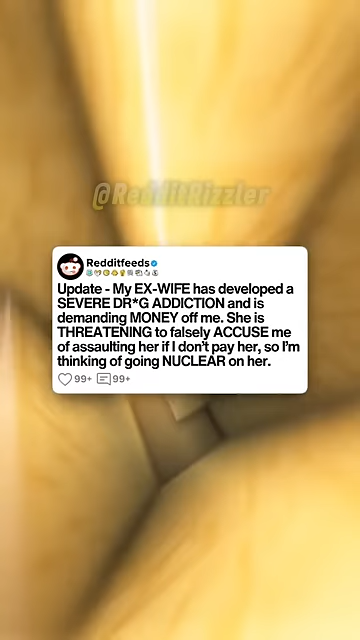 @RedditRizzler
Redditfeeds
Update - My EX-WIFE has developed a
SEVERE DR*G ADDICTION and is
demanding MONEY off me. She is
THREATENING to falsely ACCUSE me
of assaulting her if I don't pay her, so I'm
thinking of going NUCLEAR on her.
99+ 99+